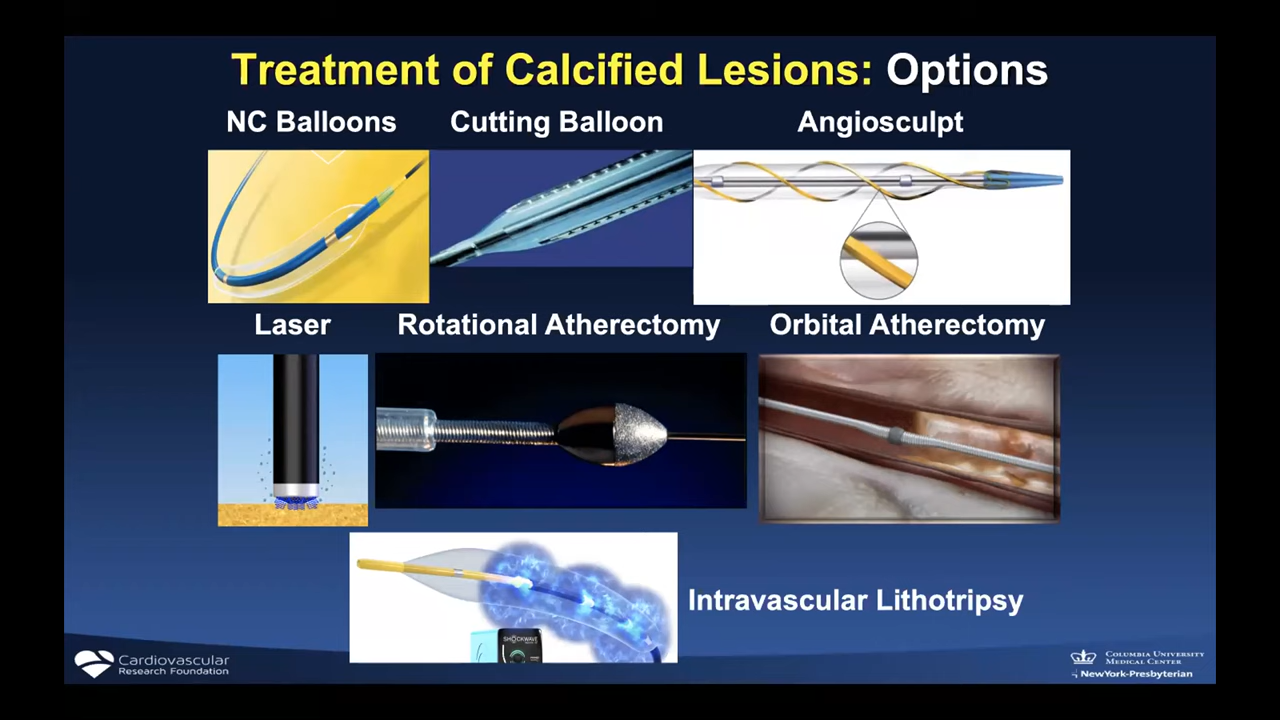 Treatment of Calcified Lesions: Options
NC Balloons
Cutting Balloon
Angiosculpt
Laser
Rotational Atherectomy
Orbital Atherectomy
SHOCKWAVE
Intravascular Lithotripsy
Cardiovascular
Research Foundation
COLUMBIA UNIVERSITY
MEDICAL CENTER
NewYork-Presbyterian